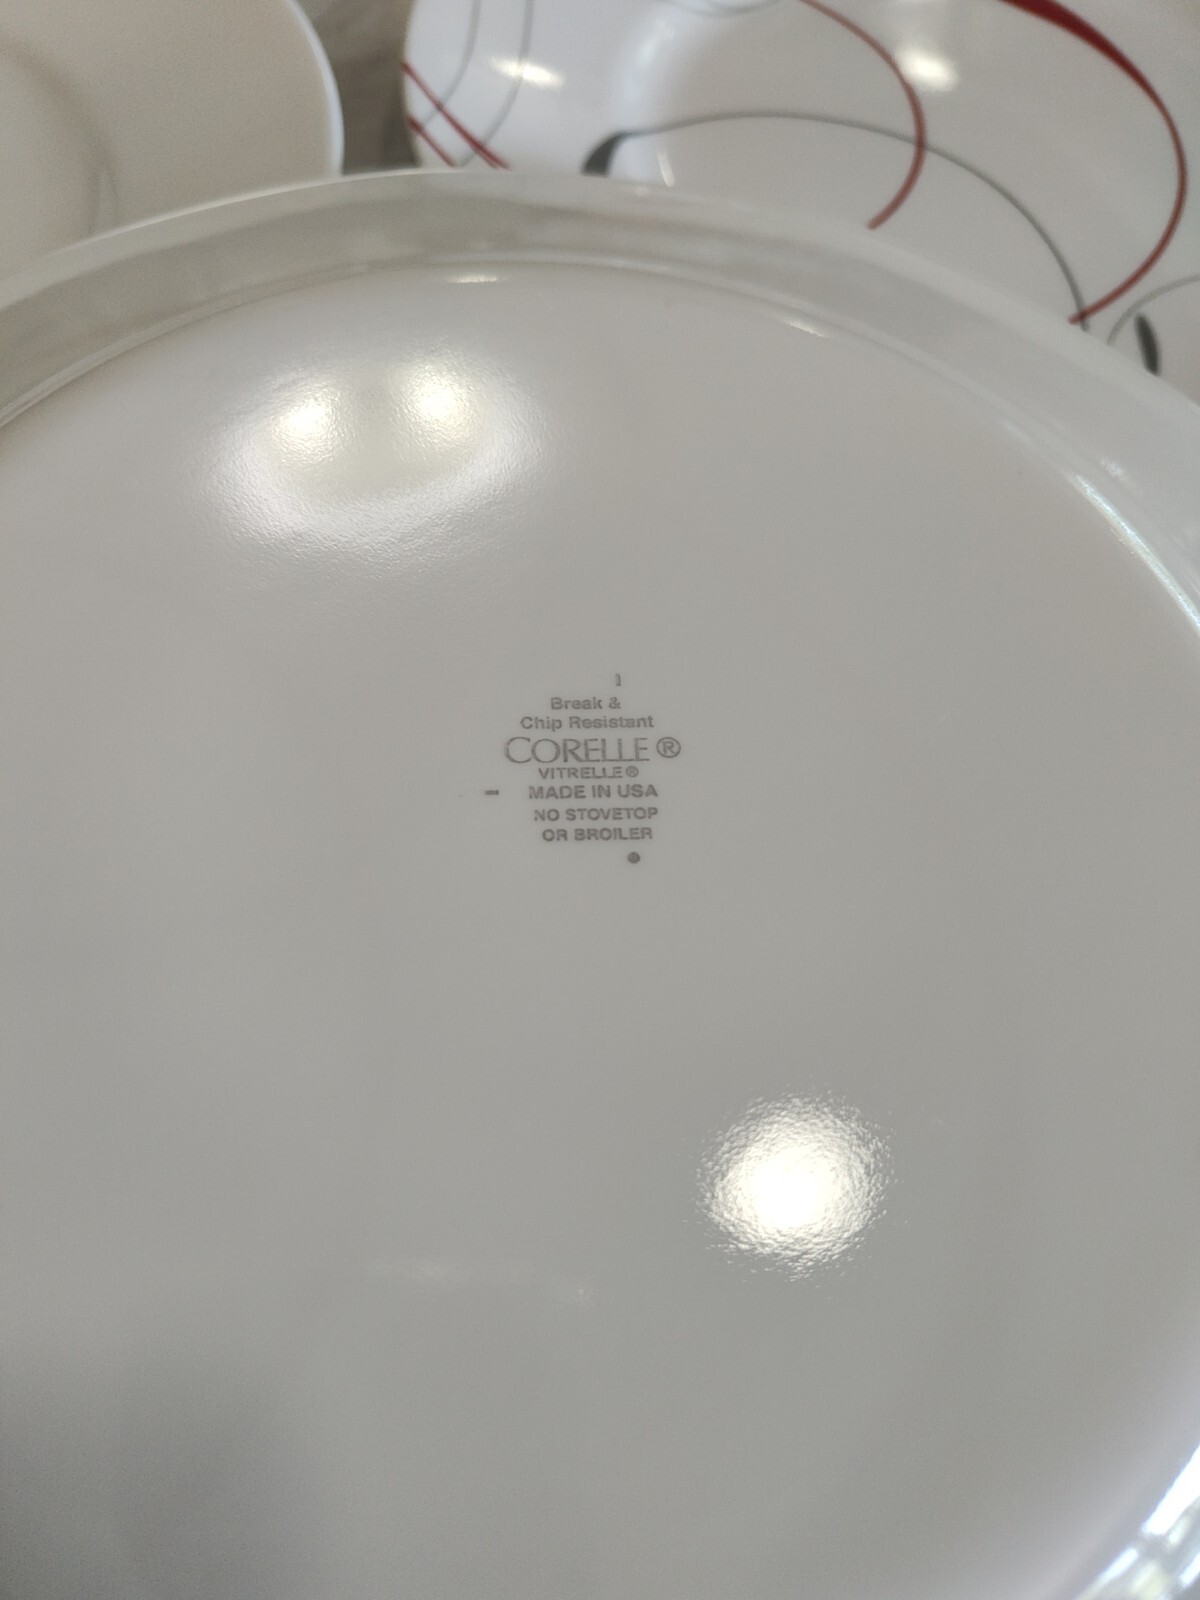 Break &
Chip Resistant
CORELLE®
VITRELLE®
MADE IN USA
NO STOVETOP
OR BROILER